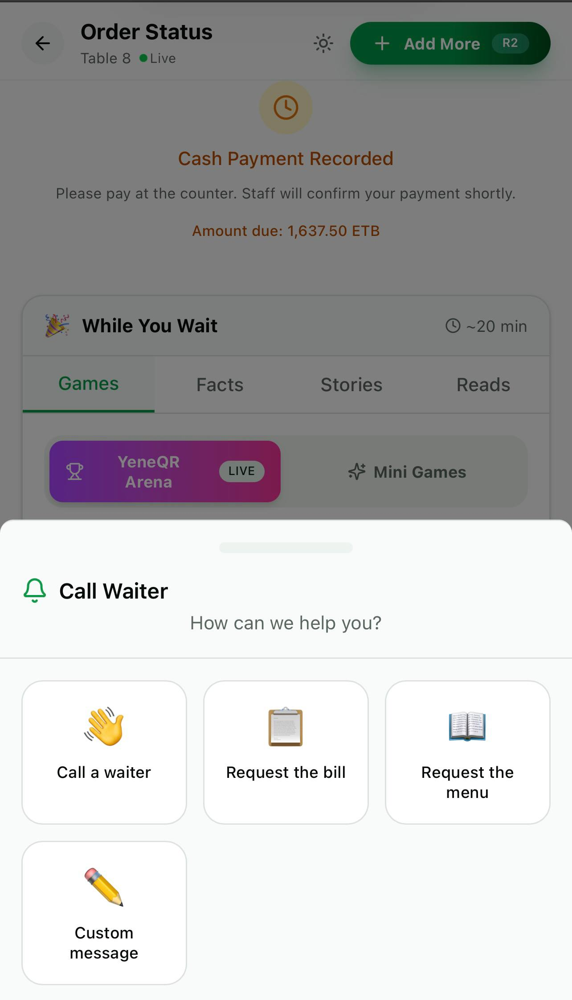 Order Status
Table 8 Live
Add More R2
Cash Payment Recorded
Please pay at the counter. Staff will confirm your payment shortly.
Amount due: 1,637.50 ETB
While You Wait
~20 min
Games Facts Stories Reads
YeneQR
Arena
LIVE
Mini Games
Call Waiter
How can we help you?
Call a waiter
Request the bill
Request the
menu
Custom
message